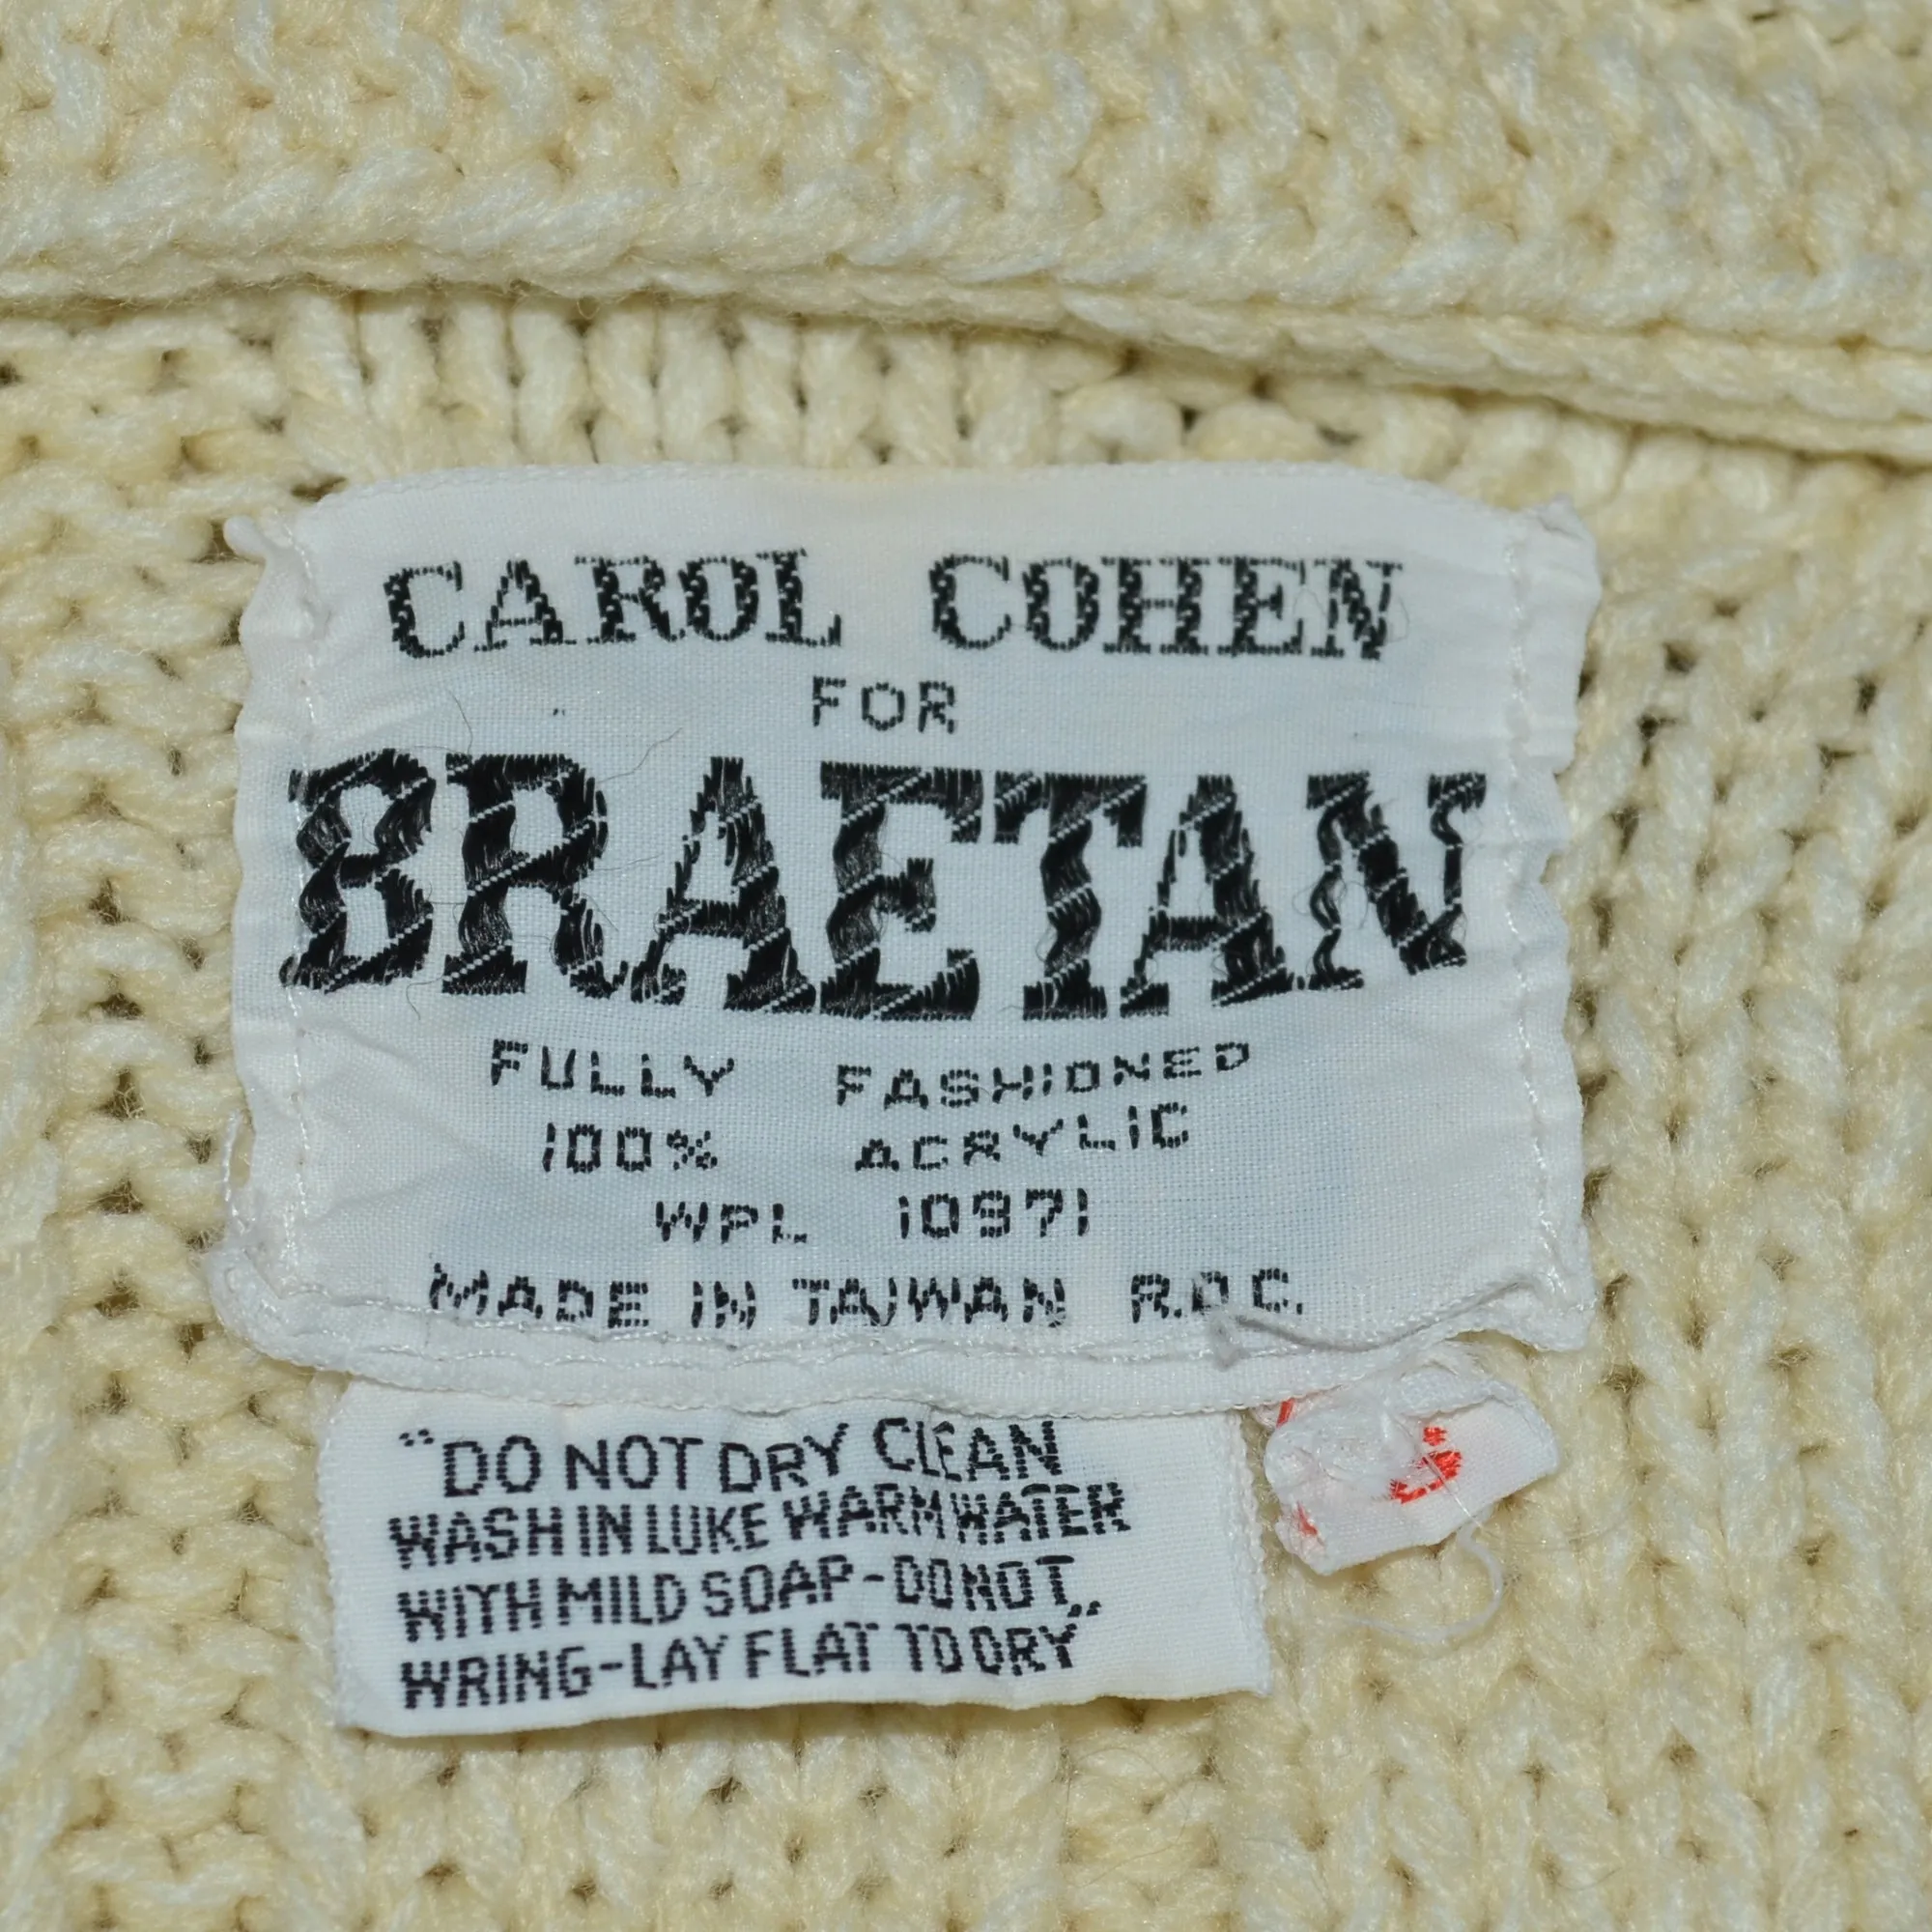 CAROL COHEN
FOR
BRAETAN
FULLY FASHIONED
100% ACRYLIC
WPL 10971
MADE IN TAIWAN R.O.C.
"DO NOT DRY CLEAN
WASH IN LUKE WARM WATER
WITH MILD SOAP-DO NOT
WRING-LAY FLAT TO DRY"
S